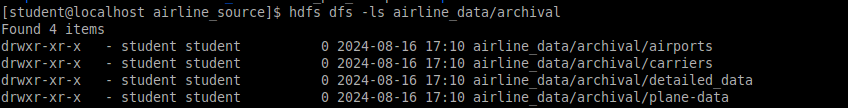 [student@localhost airline_source]$ hdfs dfs -ls airline_data/archival
Found 4 items
drwxr-xr-x   - student student          0 2024-08-16 17:10 airline_data/archival/airports
drwxr-xr-x   - student student          0 2024-08-16 17:10 airline_data/archival/carriers
drwxr-xr-x   - student student          0 2024-08-16 17:10 airline_data/archival/detailed_data
drwxr-xr-x   - student student          0 2024-08-16 17:10 airline_data/archival/plane-data